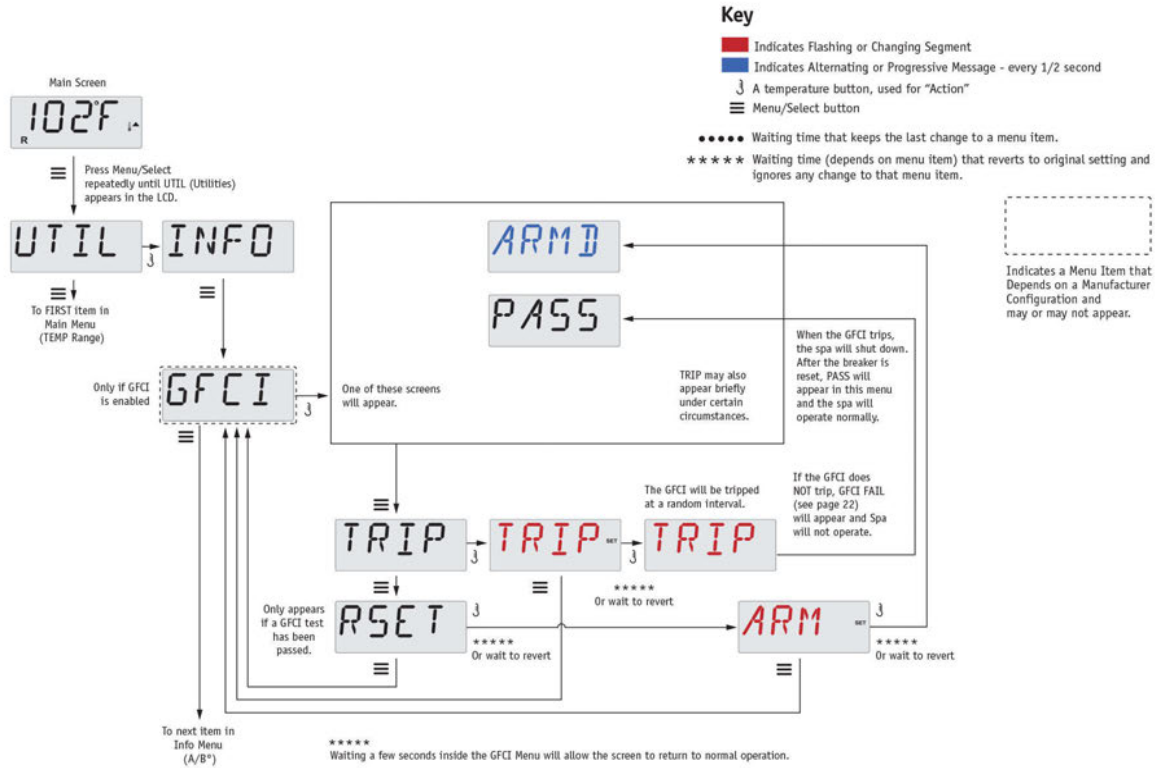 Key
Indicates Flashing or Changing Segment
Indicates Alternating or Progressive Message - every 1/2 second
A temperature button, used for "Action"
Menu/Select button
••••• Waiting time that keeps the last change to a menu item.
***** Waiting time (depends on menu item) that reverts to original setting and
ignores any change to that menu item.
Indicates a Menu Item that
Depends on a Manufacturer
Configuration and
may or may not appear.
Main Screen
102°F
R
Press Menu/Select
repeatedly until UTIL (Utilities)
appears in the LCD.
UTIL
INFO
To FIRST item in
Main Menu
(TEMP Range)
Only if GFCI
is enabled
GFCI
One of these screens
will appear.
ARMD
PASS
TRIP may also
appear briefly
under certain
circumstances.
When the GFCI trips,
the spa will shut down.
After the breaker is
reset, PASS will
appear in this menu
and the spa will
operate normally.
The GFCI will be tripped
at a random interval.
If the GFCI does
NOT trip, GFCI FAIL
(see page 22)
will appear and Spa
will not operate.
TRIP
TRIP SET
TRIP
*****
Or wait to revert
Only appears
if a GFCI test
has been
passed.
RSET
*****
Or wait to revert
ARM SET
*****
Or wait to revert
To next item in
Info Menu
(A/B*)
*****
Waiting a few seconds inside the GFCI Menu will allow the screen to return to normal operation.